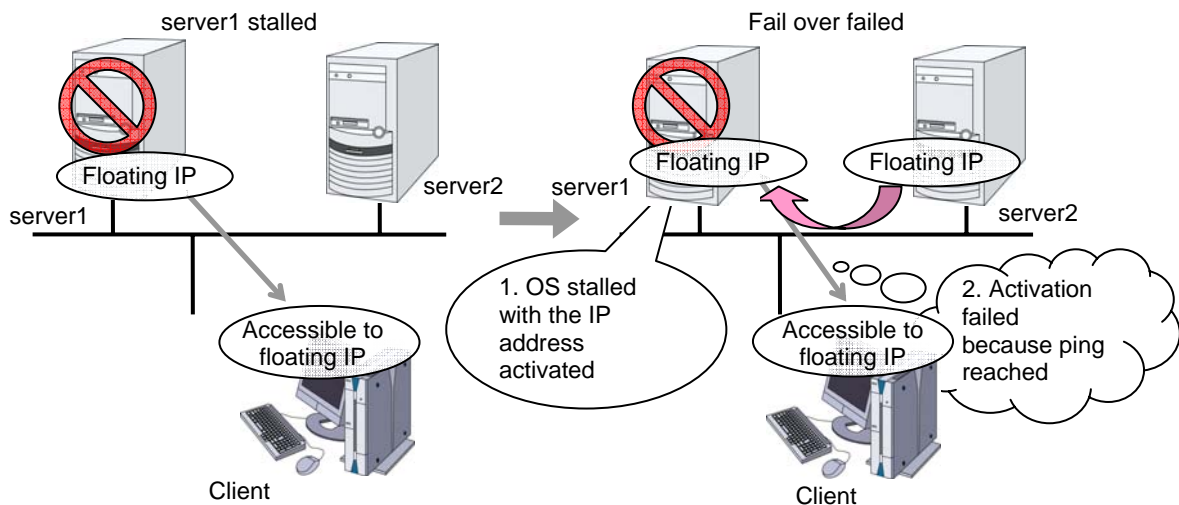 server1 stalled
Floating IP
server2
server1
Accessible to
floating IP
Client
Fail over failed
Floating IP
Floating IP
server1
server2
1. OS stalled
with the IP
address
activated
2. Activation
failed
because ping
reached
Accessible to
floating IP
Client